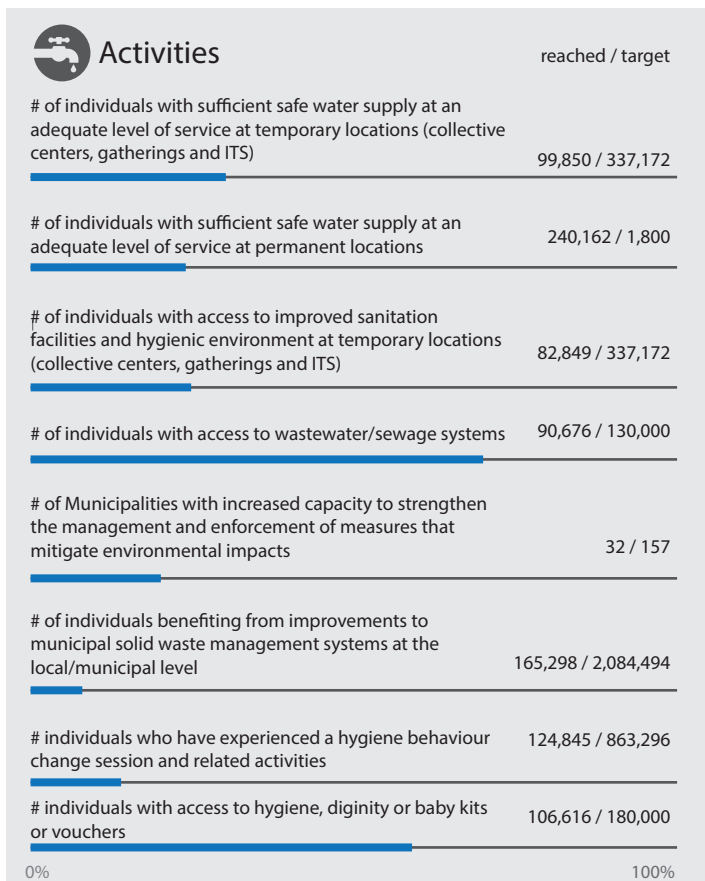 Activities
reached / target
# of individuals with sufficient safe water supply at an
adequate level of service at temporary locations (collective
centers, gatherings and ITS)
99,850 / 337,172
# of individuals with sufficient safe water supply at an
adequate level of service at permanent locations
240,162 / 1,800
# of individuals with access to improved sanitation
facilities and hygienic environment at temporary locations
(collective centers, gatherings and ITS)
82,849 / 337,172
# of individuals with access to wastewater/sewage systems
90,676 / 130,000
# of Municipalities with increased capacity to strengthen
the management and enforcement of measures that
mitigate environmental impacts
32 / 157
# of individuals benefiting from improvements to
municipal solid waste management systems at the
local/municipal level
165,298 / 2,084,494
# individuals who have experienced a hygiene behaviour
change session and related activities
124,845 / 863,296
# individuals with access to hygiene, diginity or baby kits
or vouchers
106,616 / 180,000
0%
100%